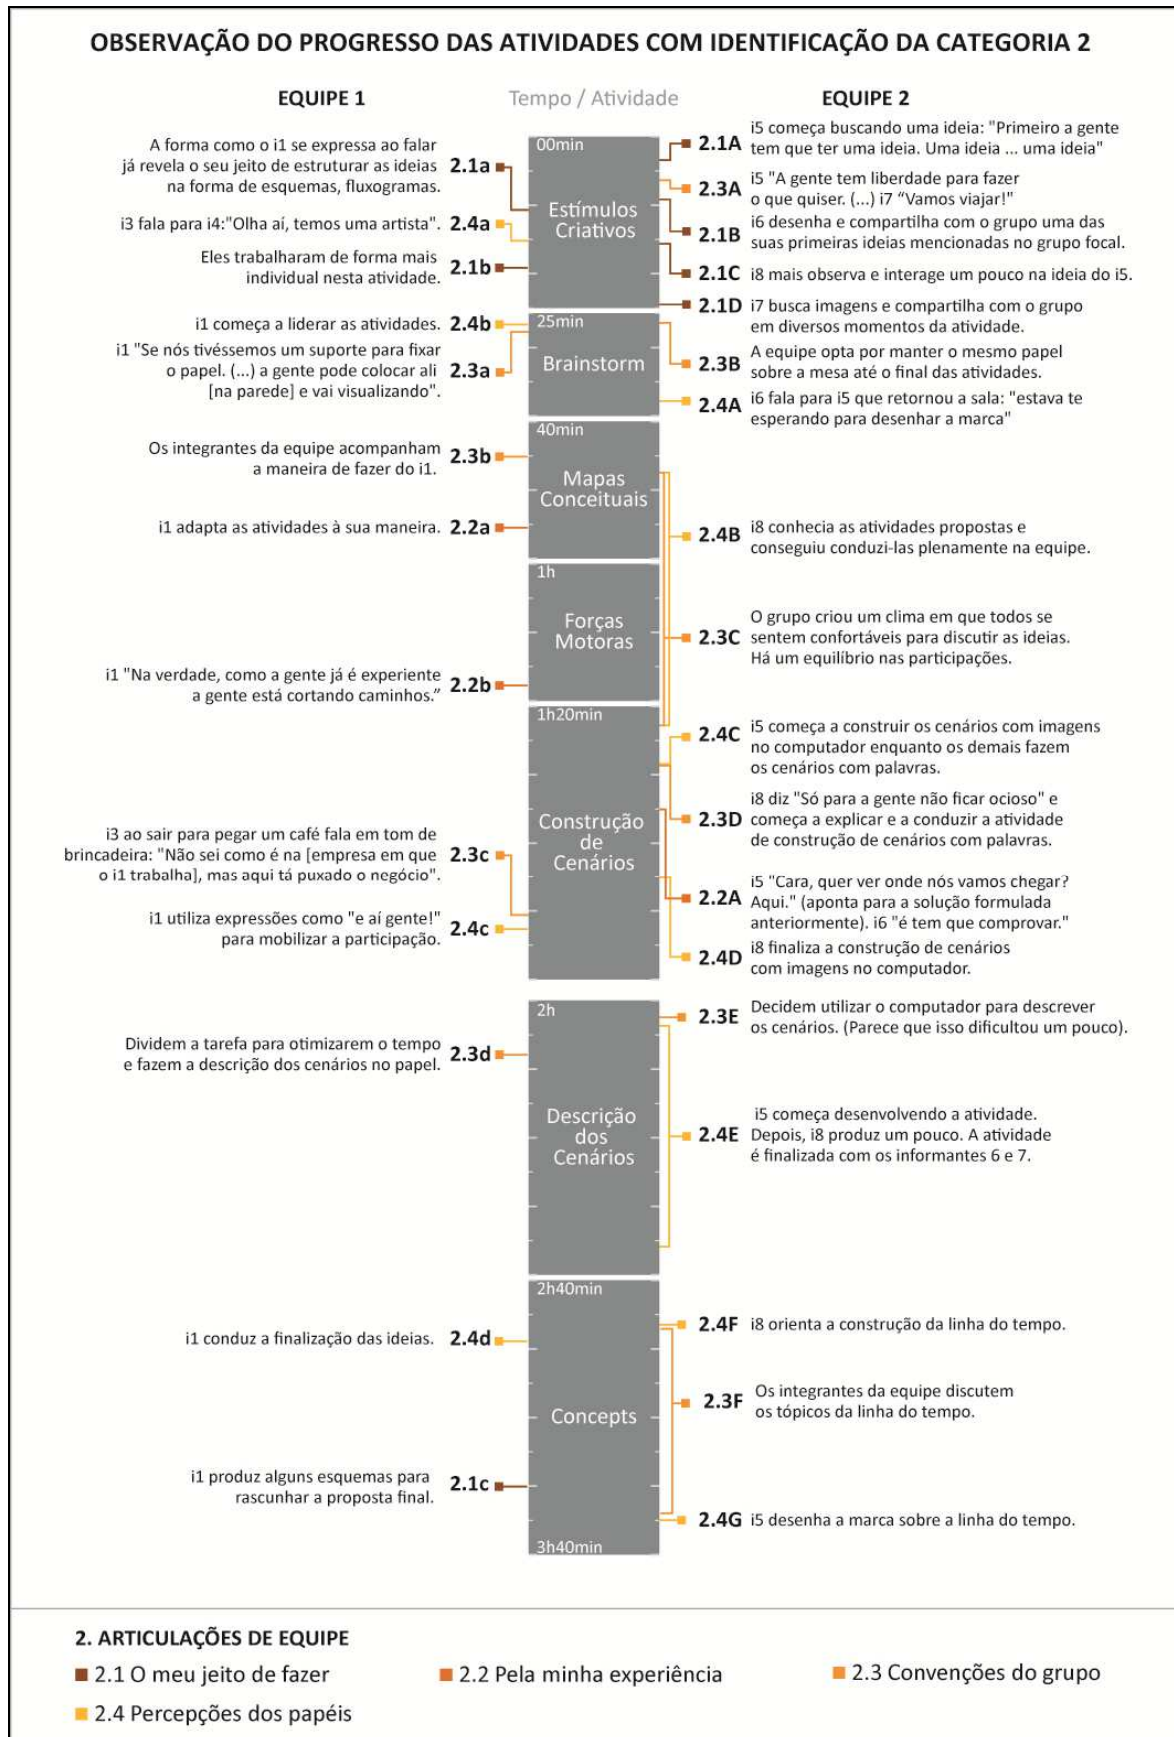 OBSERVAÇÃO DO PROGRESSO DAS ATIVIDADES COM IDENTIFICAÇÃO DA CATEGORIA 2
EQUIPE 1
Tempo / Atividade
EQUIPE 2
A forma como o i1 se expressa ao falar
já revela o seu jeito de estruturar as ideias
na forma de esquemas, fluxogramas.
2.1a
i3 fala para i4:"Olha aí, temos uma artista".
2.4a
Eles trabalharam de forma mais
individual nesta atividade.
2.1b
i1 começa a liderar as atividades.
2.4b
i1 "Se nós tivéssemos um suporte para fixar
o papel. (...) a gente pode colocar ali
[na parede] e vai visualizando".
2.3a
Os integrantes da equipe acompanham
a maneira de fazer do i1.
2.3b
i1 adapta as atividades à sua maneira.
2.2a
i1 "Na verdade, como a gente já é experiente
a gente está cortando caminhos.”
2.2b
i3 ao sair para pegar um café fala em tom de
brincadeira: "Não sei como é na [empresa em que
o i1 trabalha], mas aqui tá puxado o negócio".
2.3c
i1 utiliza expressões como "e aí gente!"
para mobilizar a participação.
2.4c
Dividem a tarefa para otimizarem o tempo
e fazem a descrição dos cenários no papel.
2.3d
i1 conduz a finalização das ideias.
2.4d
i1 produz alguns esquemas para
rascunhar a proposta final.
2.1c
00min
Estímulos
Criativos
25min
Brainstorm
40min
Mapas
Conceituais
1h
Forças
Motoras
1h20min
Construção
de
Cenários
2h
Descrição
dos
Cenários
2h40min
Concepts
3h40min
2.1A
i5 começa buscando uma ideia: "Primeiro a gente
tem que ter uma ideia. Uma ideia ... uma ideia"
2.3A
i5 "A gente tem liberdade para fazer
o que quiser. (...) i7 “Vamos viajar!"
2.1B
i6 desenha e compartilha com o grupo uma das
suas primeiras ideias mencionadas no grupo focal.
2.1C
i8 mais observa e interage um pouco na ideia do i5.
2.1D
i7 busca imagens e compartilha com o grupo
em diversos momentos da atividade.
2.3B
A equipe opta por manter o mesmo papel
sobre a mesa até o final das atividades.
2.4A
i6 fala para i5 que retornou a sala: "estava te
esperando para desenhar a marca"
2.4B
i8 conhecia as atividades propostas e
conseguiu conduzi-las plenamente na equipe.
2.3C
O grupo criou um clima em que todos se
sentem confortáveis para discutir as ideias.
Há um equilíbrio nas participações.
2.4C
i5 começa a construir os cenários com imagens
no computador enquanto os demais fazem
os cenários com palavras.
2.3D
i8 diz "Só para a gente não ficar ocioso" e
começa a explicar e a conduzir a atividade
de construção de cenários com palavras.
2.2A
i5 "Cara, quer ver onde nós vamos chegar?
Aqui." (aponta para a solução formulada
anteriormente). i6 "é tem que comprovar."
2.4D
i8 finaliza a construção de cenários
com imagens no computador.
2.3E
Decidem utilizar o computador para descrever
os cenários. (Parece que isso dificultou um pouco).
2.4E
i5 começa desenvolvendo a atividade.
Depois, i8 produz um pouco. A atividade
é finalizada com os informantes 6 e 7.
2.4F
i8 orienta a construção da linha do tempo.
2.3F
Os integrantes da equipe discutem
os tópicos da linha do tempo.
2.4G
i5 desenha a marca sobre a linha do tempo.
2. ARTICULAÇÕES DE EQUIPE
2.1 O meu jeito de fazer
2.2 Pela minha experiência
2.3 Convenções do grupo
2.4 Percepções dos papéis